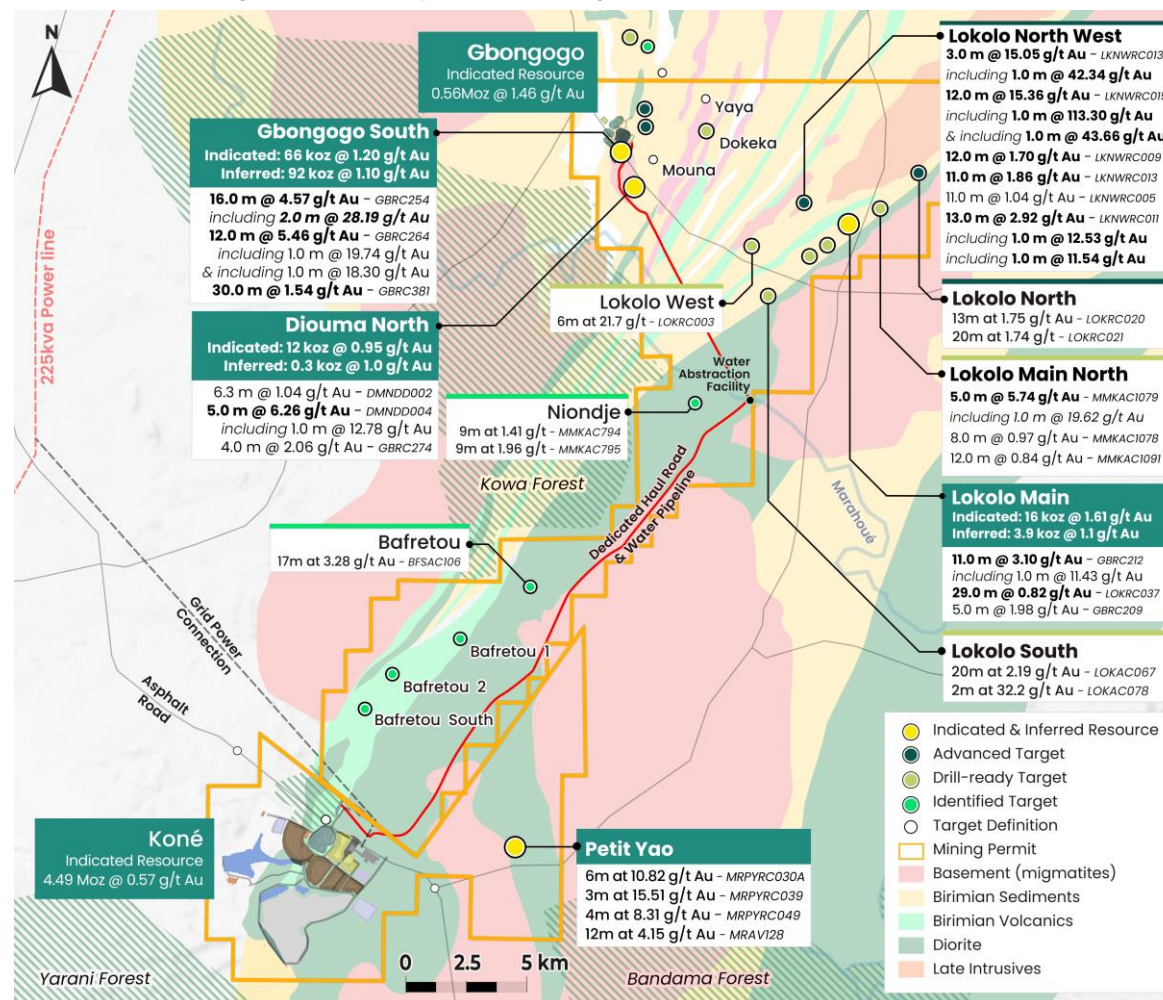 N
Gbongogo
Indicated Resource
0.56Moz @ 1.46 g/t Au
Gbongogo South
Indicated: 66 koz @ 1.20 g/t Au
Inferred: 92 koz @ 1.10 g/t Au
16.0 m @ 4.57 g/t Au - GBRC254
including 2.0 m @ 28.19 g/t Au
12.0 m @ 5.46 g/t Au - GBRC264
including 1.0 m @ 19.74 g/t Au
& including 1.0 m @ 18.30 g/t Au
30.0 m @ 1.54 g/t Au - GBRC381
Diouma North
Indicated: 12 koz @ 0.95 g/t Au
Inferred: 0.3 koz @ 1.0 g/t Au
6.3 m @ 1.04 g/t Au - DMNDD002
5.0 m @ 6.26 g/t Au - DMNDD004
including 1.0 m @ 12.78 g/t Au
4.0 m @ 2.06 g/t Au - GBRC274
225kva Power line
Yaya
Dokeka
Mouna
Lokolo West
6m at 21.7 g/t - LOKRC003
Water
Abstraction
Facility
Niondje
9m at 1.41 g/t - MMKAC794
9m at 1.96 g/t - MMKAC795
Kowa Forest
Dedicated Haul Road
& Water Pipeline
Marahoué
Bafretou
17m at 3.28 g/t Au - BFSAC106
Bafretou 1
Bafretou 2
Bafretou South
Grid Power
Connection
Asphalt
Road
Koné
Indicated Resource
4.49 Moz @ 0.57 g/t Au
Petit Yao
6m at 10.82 g/t Au - MRPYRC030A
3m at 15.51 g/t Au - MRPYRC039
4m at 8.31 g/t Au - MRPYRC049
12m at 4.15 g/t Au - MRAV128
0 2.5 5 km
Yarani Forest
Bandama Forest
Lokolo North West
3.0 m @ 15.05 g/t Au - LKNWRC013
including 1.0 m @ 42.34 g/t Au
12.0 m @ 15.36 g/t Au - LKNWRC015
including 1.0 m @ 113.30 g/t Au
& including 1.0 m @ 43.66 g/t Au
12.0 m @ 1.70 g/t Au - LKNWRC009
11.0 m @ 1.86 g/t Au - LKNWRC013
11.0 m @ 1.04 g/t Au - LKNWRC005
13.0 m @ 2.92 g/t Au - LKNWRC011
including 1.0 m @ 12.53 g/t Au
including 1.0 m @ 11.54 g/t Au
Lokolo North
13m at 1.75 g/t Au - LOKRC020
20m at 1.74 g/t - LOKRC021
Lokolo Main North
5.0 m @ 5.74 g/t Au - MMKAC1079
including 1.0 m @ 19.62 g/t Au
8.0 m @ 0.97 g/t Au - MMKAC1078
12.0 m @ 0.84 g/t Au - MMKAC1091
Lokolo Main
Indicated: 16 koz @ 1.61 g/t Au
Inferred: 3.9 koz @ 1.1 g/t Au
11.0 m @ 3.10 g/t Au - GBRC212
including 1.0 m @ 11.43 g/t Au
29.0 m @ 0.82 g/t Au - LOKRC037
5.0 m @ 1.98 g/t Au - GBRC209
Lokolo South
20m at 2.19 g/t Au - LOKAC067
2m at 32.2 g/t Au - LOKAC078
Indicated & Inferred Resource
Advanced Target
Drill-ready Target
Identified Target
Target Definition
Mining Permit
Basement (migmatites)
Birimian Sediments
Birimian Volcanics
Diorite
Late Intrusives